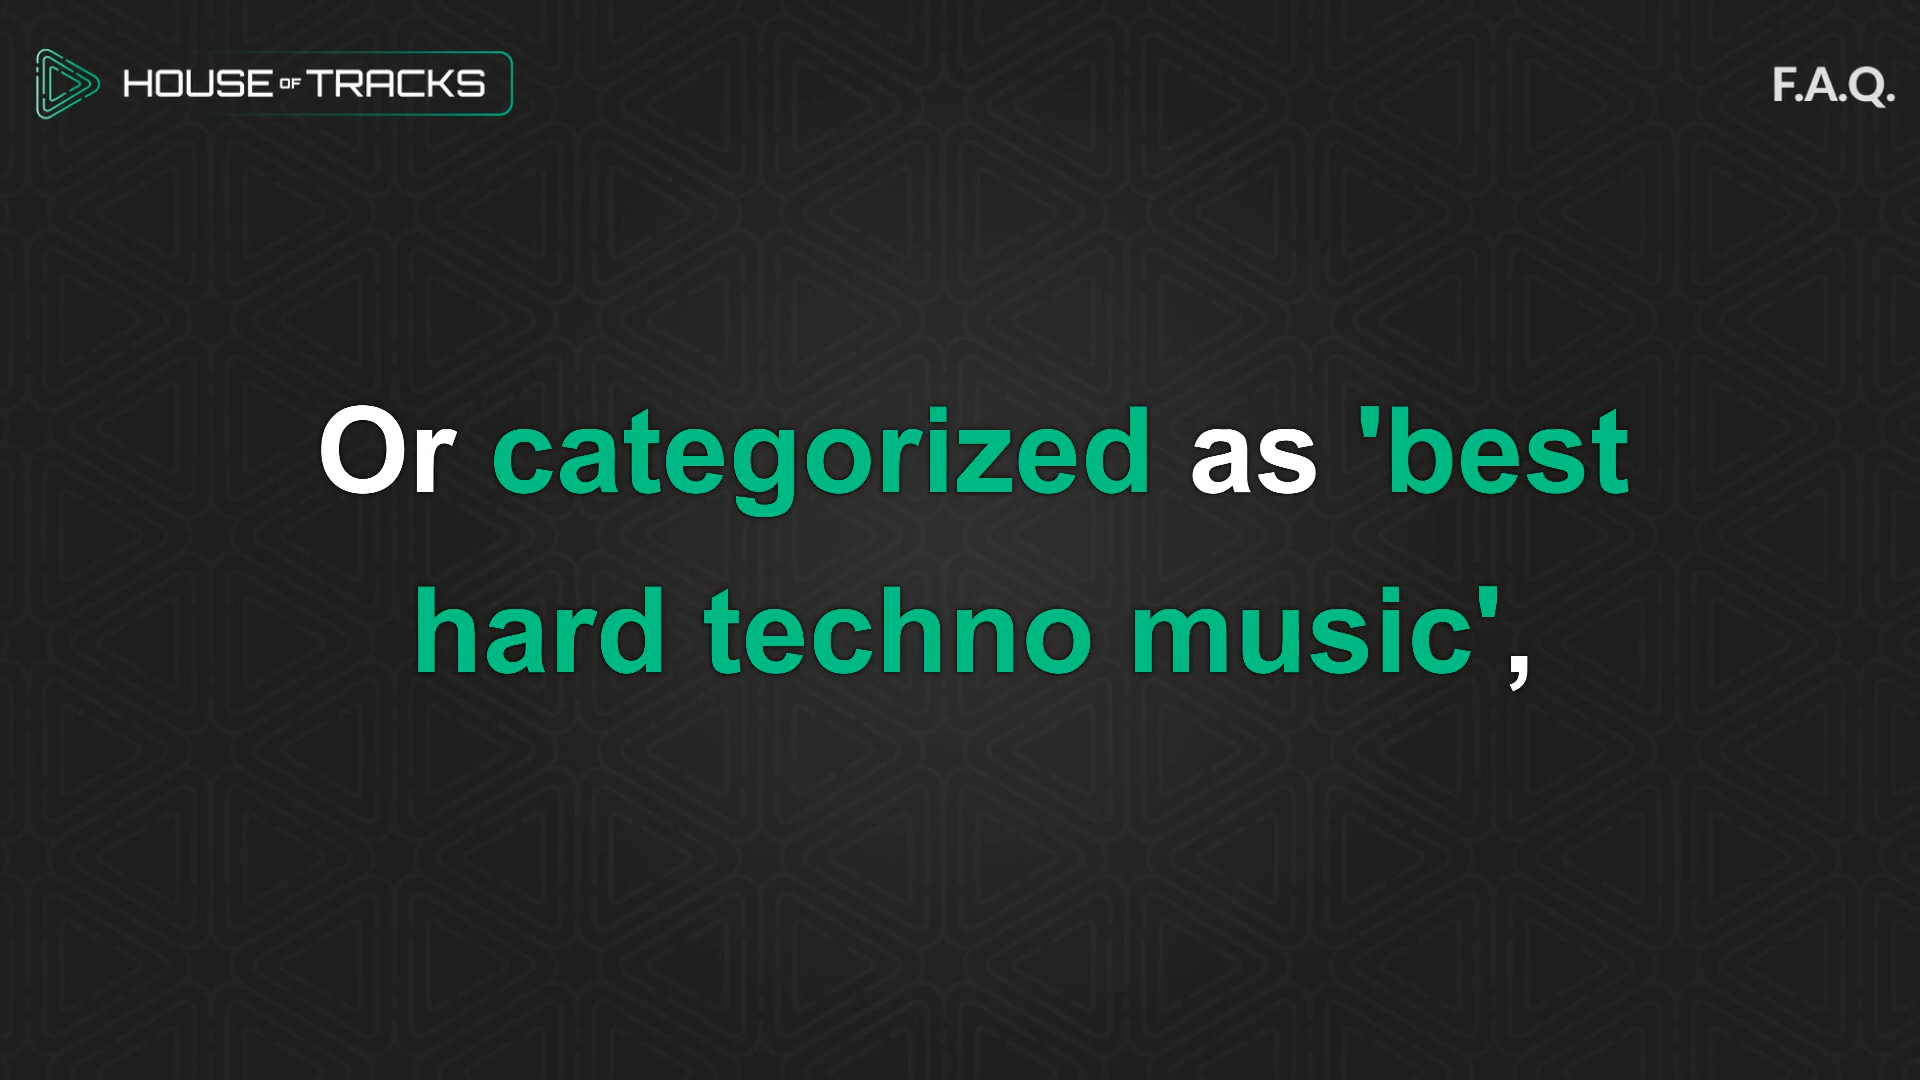 HOUSE OF TRACKS
F.A.Q.
Or categorized as 'best
hard techno music',